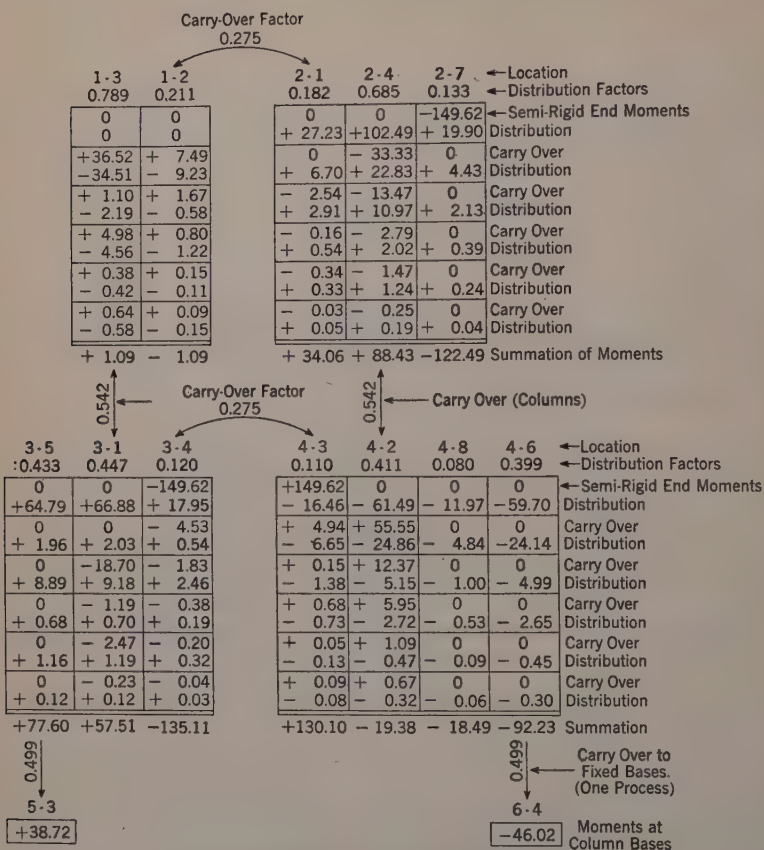 Carry-Over Factor
0.275
1-3 1-2 2-1 2-4 2-7 ←Location
0.789 0.211 0.182 0.685 0.133 ←Distribution Factors
0 0 0 0 −149.62 ←Semi-Rigid End Moments
0 0 + 27.23 +102.49 + 19.90 Distribution
+36.52 + 7.49 0 − 33.33 0 Carry Over
−34.51 − 9.23 + 6.70 + 22.83 + 4.43 Distribution
+ 1.10 + 1.67 − 2.54 − 13.47 0 Carry Over
− 2.19 − 0.58 + 2.91 + 10.97 + 2.13 Distribution
+ 4.98 + 0.80 − 0.16 − 2.79 0 Carry Over
− 4.56 − 1.22 + 0.54 + 2.02 + 0.39 Distribution
+ 0.38 + 0.15 − 0.34 − 1.47 0 Carry Over
− 0.42 − 0.11 + 0.33 + 1.24 + 0.24 Distribution
+ 0.64 + 0.09 − 0.03 − 0.25 0 Carry Over
− 0.58 − 0.15 + 0.05 + 0.19 + 0.04 Distribution
+ 1.09 − 1.09 + 34.06 + 88.43 −122.49 Summation of Moments
0.542 Carry-Over Factor 0.542 Carry Over (Columns)
0.275
3-5 3-1 3-4 4-3 4-2 4-8 4-6 ←Location
:0.433 0.447 0.120 0.110 0.411 0.080 0.399 ←Distribution Factors
0 0 −149.62 +149.62 0 0 0 ←Semi-Rigid End Moments
+64.79 +66.88 + 17.95 − 16.46 − 61.49 − 11.97 −59.70 Distribution
0 0 − 4.53 + 4.94 + 55.55 0 0 Carry Over
+ 1.96 + 2.03 + 0.54 − 6.65 − 24.86 − 4.84 −24.14 Distribution
0 −18.70 − 1.83 + 0.15 + 12.37 0 0 Carry Over
+ 8.89 + 9.18 + 2.46 − 1.38 − 5.15 − 1.00 − 4.99 Distribution
0 − 1.19 − 0.38 + 0.68 + 5.95 0 0 Carry Over
+ 0.68 + 0.70 + 0.19 − 0.73 − 2.72 − 0.53 − 2.65 Distribution
0 − 2.47 − 0.20 + 0.05 + 1.09 0 0 Carry Over
+ 1.16 + 1.19 + 0.32 − 0.13 − 0.47 − 0.09 − 0.45 Distribution
0 − 0.23 − 0.04 + 0.09 + 0.67 0 0 Carry Over
+ 0.12 + 0.12 + 0.03 − 0.08 − 0.32 − 0.06 − 0.30 Distribution
+77.60 +57.51 −135.11 +130.10 − 19.38 − 18.49 −92.23 Summation
0.499 0.499 Carry Over to
Fixed Bases.
(One Process)
5-3 6-4
+38.72 −46.02 Moments at
Column Bases